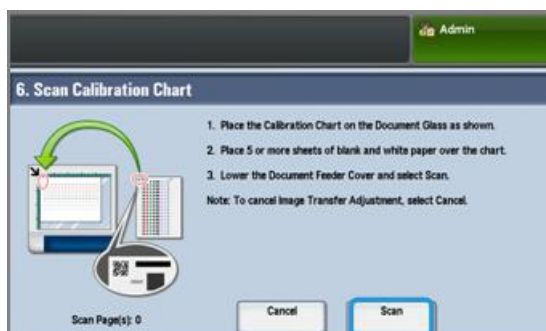 Admin
6. Scan Calibration Chart
1. Place the Calibration Chart on the Document Glass as shown.
2. Place 5 or more sheets of blank and white paper over the chart.
3. Lower the Document Feeder Cover and select Scan.
Note: To cancel Image Transfer Adjustment, select Cancel.
Scan Page(s): 0
Cancel
Scan